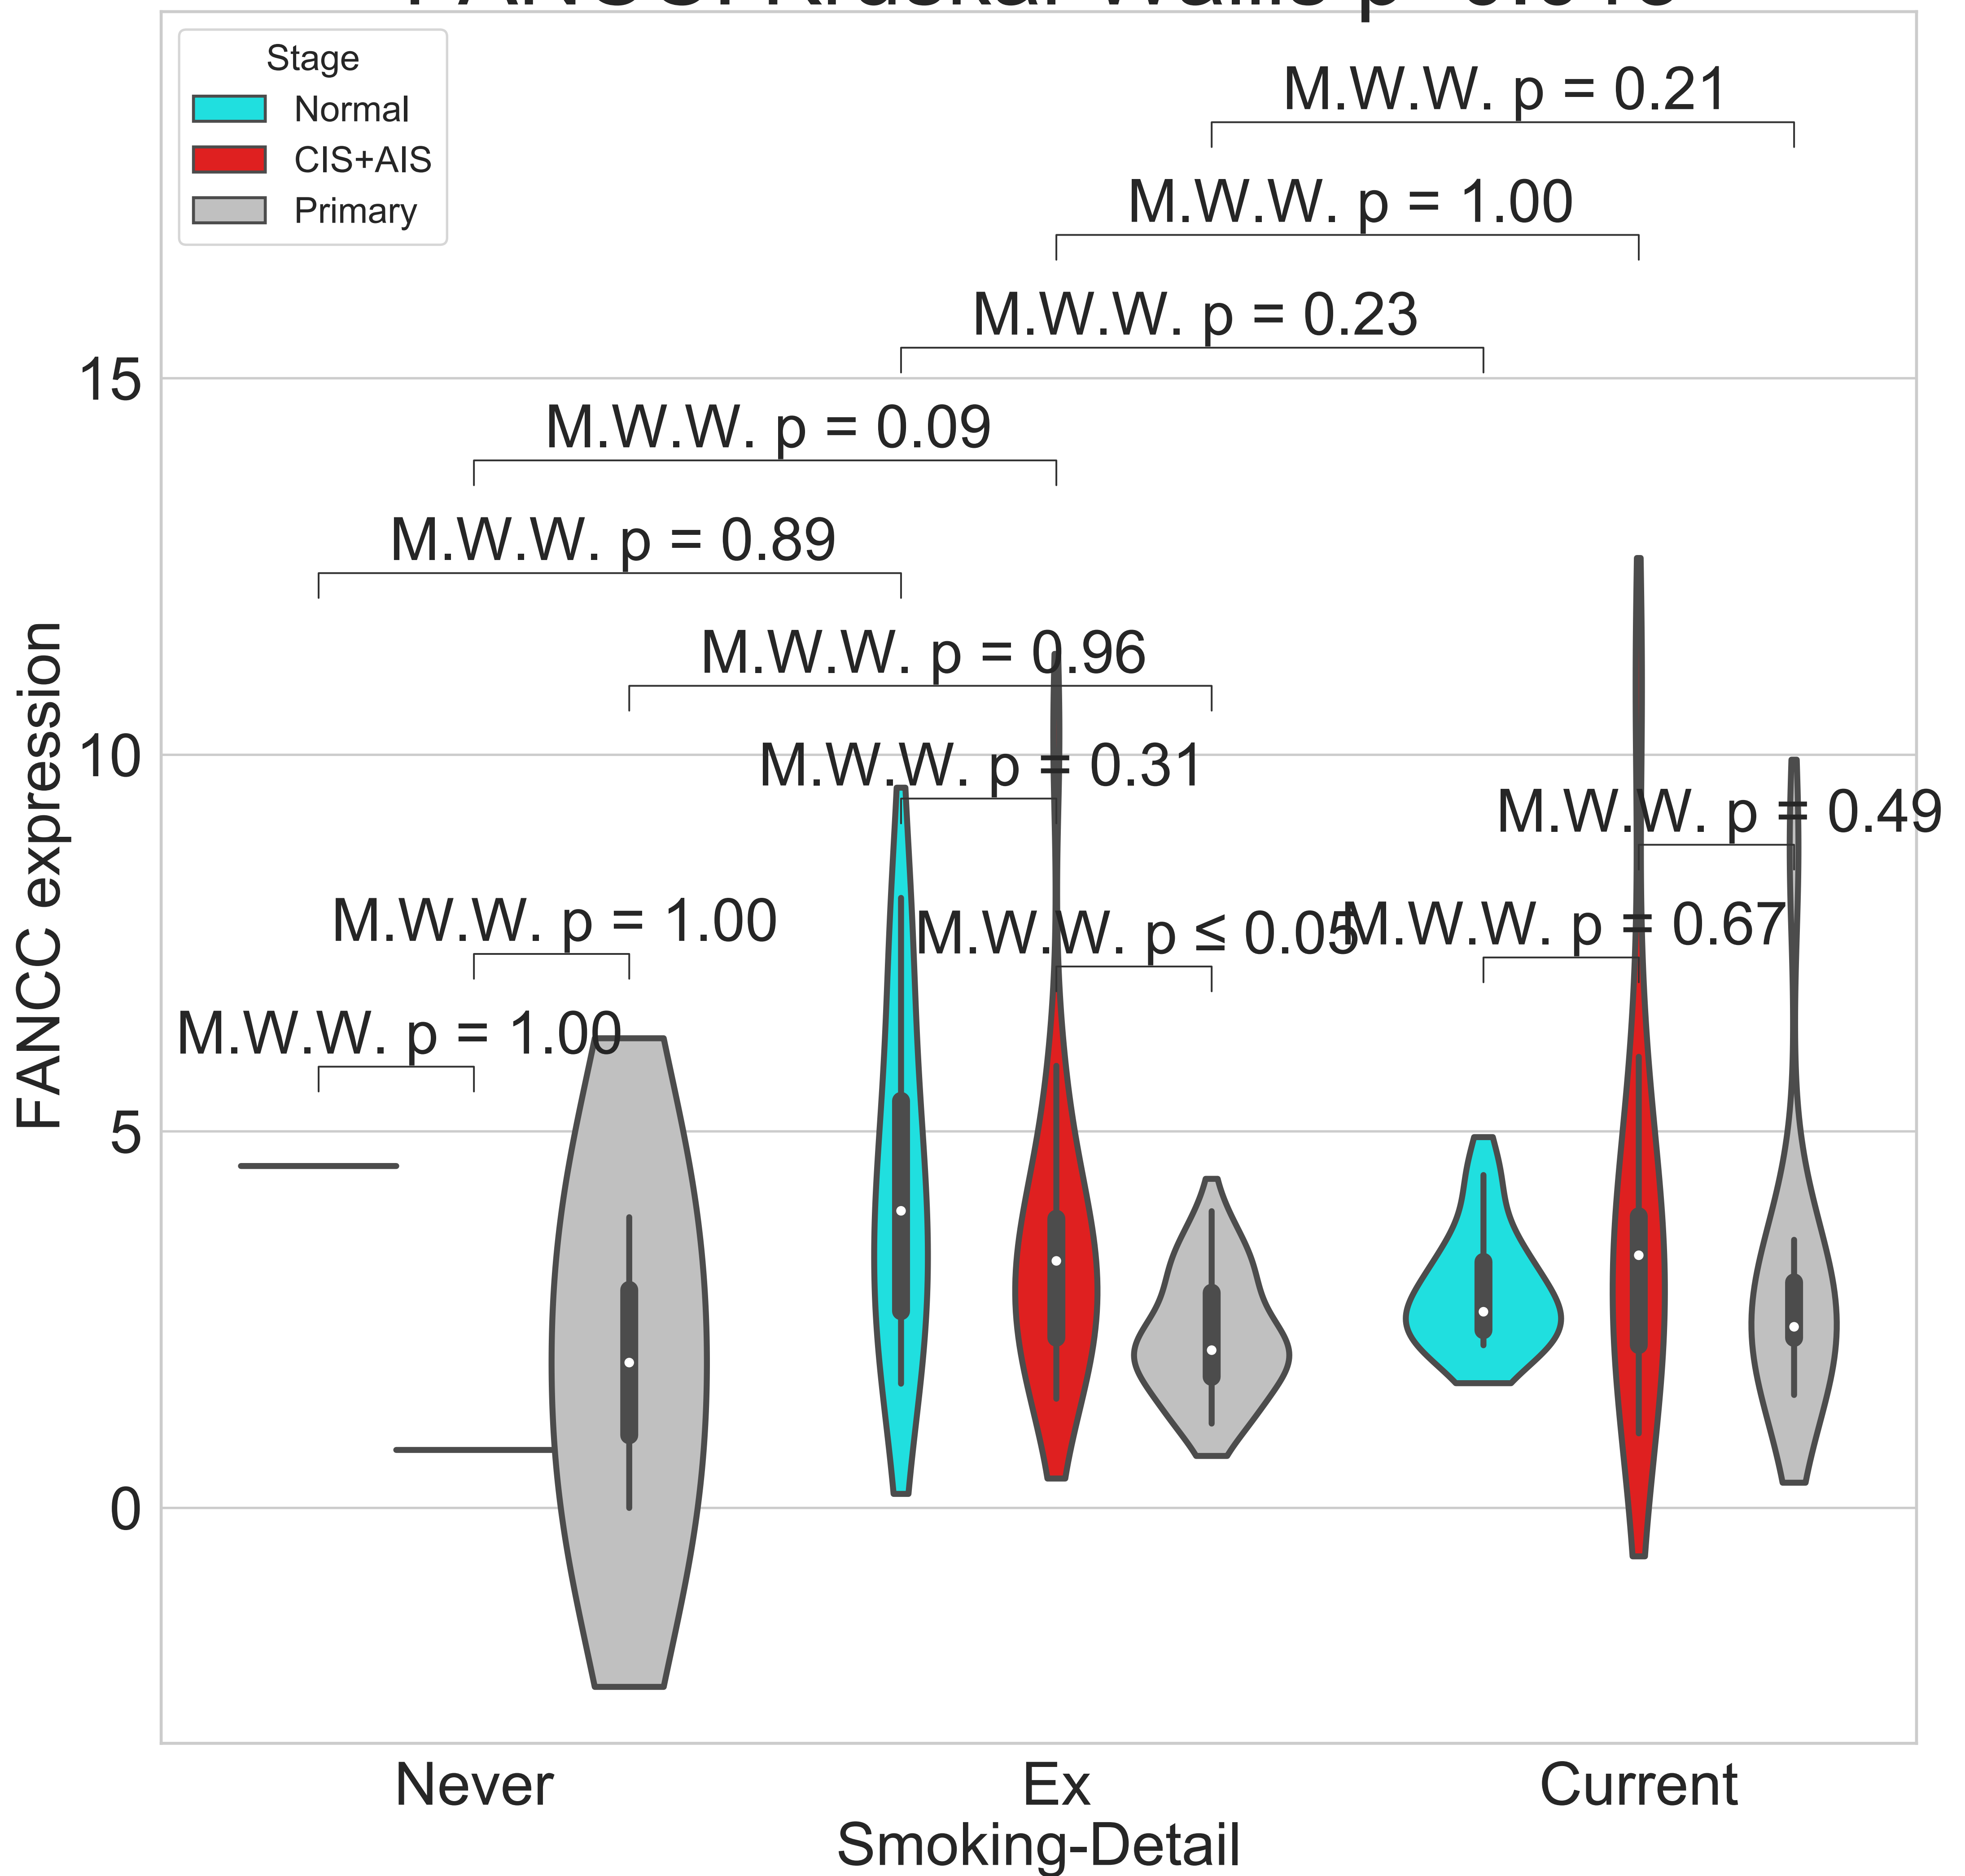 Stage
Normal
CIS+AIS
Primary
M.W.W. p = 0.21
M.W.W. p = 1.00
M.W.W. p = 0.23
M.W.W. p = 0.09
M.W.W. p = 0.89
M.W.W. p = 0.96
M.W.W. p = 0.31
M.W.W. p = 0.49
M.W.W. p = 1.00
M.W.W. p ≤ 0.05
M.W.W. p = 0.67
M.W.W. p = 1.00
15
10
5
0
FANCC expression
Never
Ex
Current
Smoking-Detail